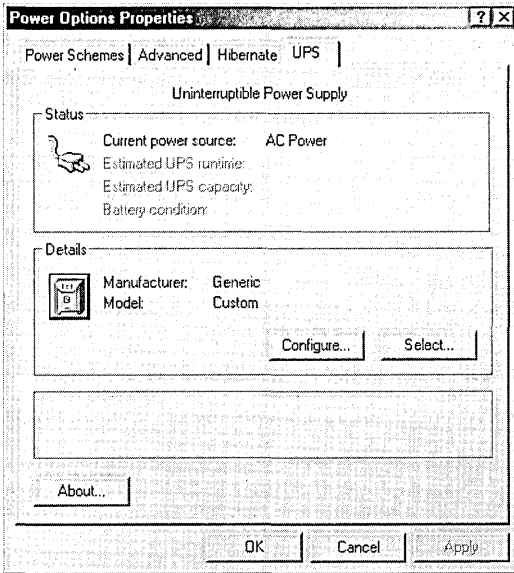 Power Options Properties
Power Schemes Advanced Hibernate UPS
Uninterruptible Power Supply
Status
Current power source: AC Power
Estimated UPS runtime:
Estimated UPS capacity:
Battery condition:
Details
Manufacturer: Generic
Model: Custom
Configure... Select...
About...
OK Cancel Apply